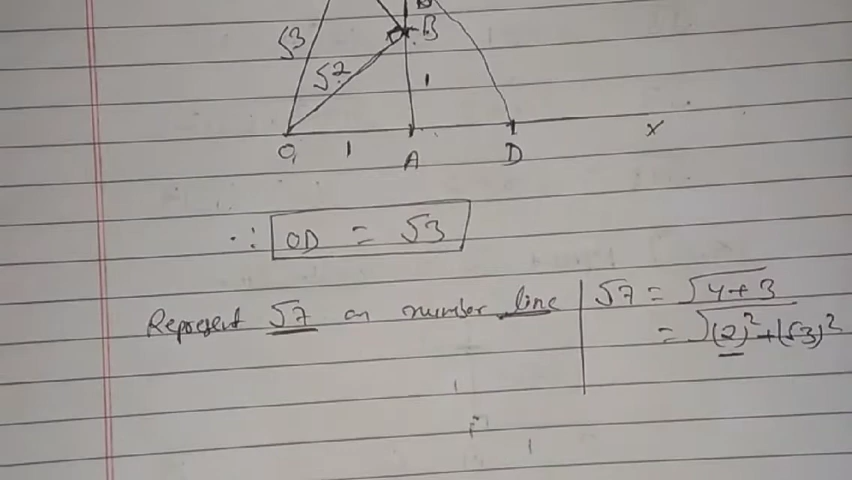 √3
B
√2
1
O 1 A D X
∴ OD = √3
Represent √7 on number line
√7 = √4+3
= √(2)²+(√3)²